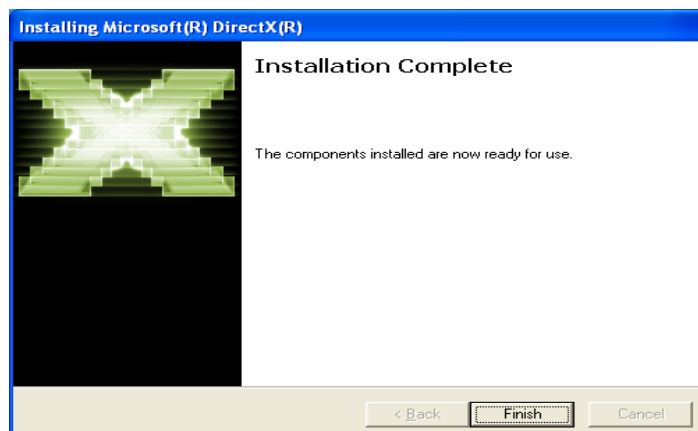 Installing Microsoft(R) DirectX(R)
Installation Complete
The components installed are now ready for use.
< Back Finish Cancel